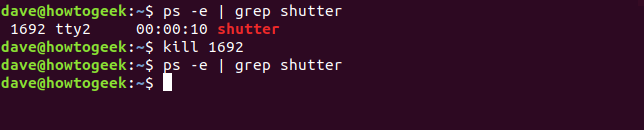 dave@howtogeek:~$ ps -e | grep shutter
 1692 tty2     00:00:10 shutter
dave@howtogeek:~$ kill 1692
dave@howtogeek:~$ ps -e | grep shutter
dave@howtogeek:~$